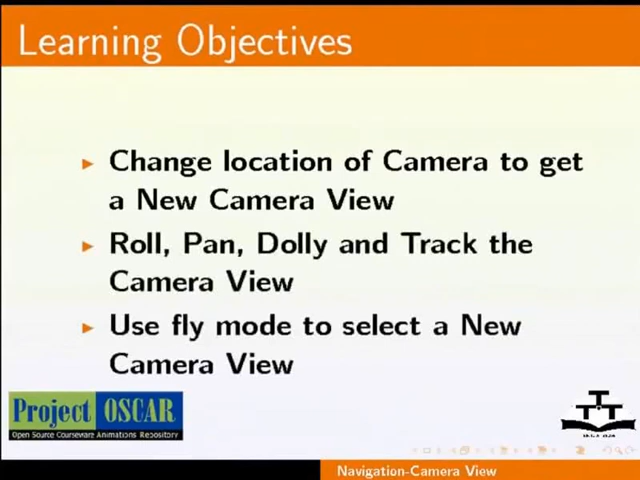 Learning Objectives
Change location of Camera to get
a New Camera View
Roll, Pan, Dolly and Track the
Camera View
Use fly mode to select a New
Camera View
Project OSCAR
Open Source Courseware Animations Repository
Navigation-Camera View